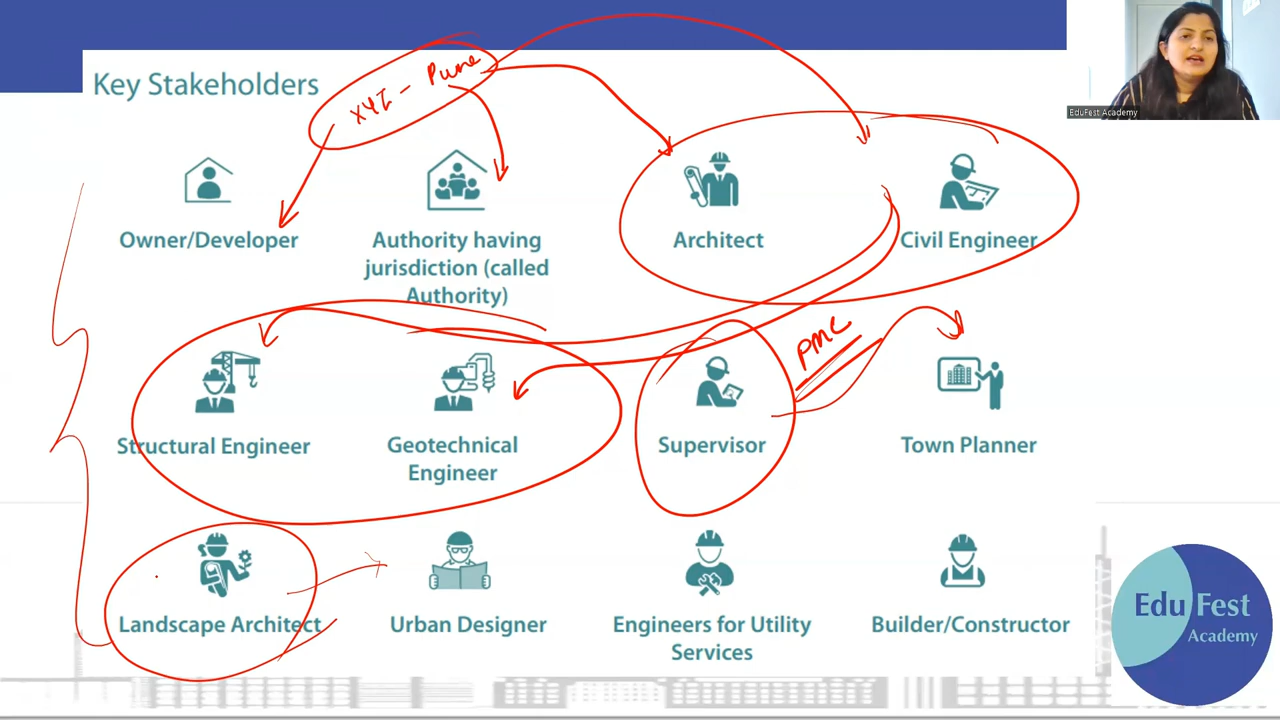 Key Stakeholders
XYZ - Pune
EduFest Academy
Owner/Developer
Authority having
jurisdiction (called
Authority)
Architect
Civil Engineer
PMC
Structural Engineer
Geotechnical
Engineer
Supervisor
Town Planner
Landscape Architect
Urban Designer
Engineers for Utility
Services
Builder/Constructor
Edu Fest
Academy